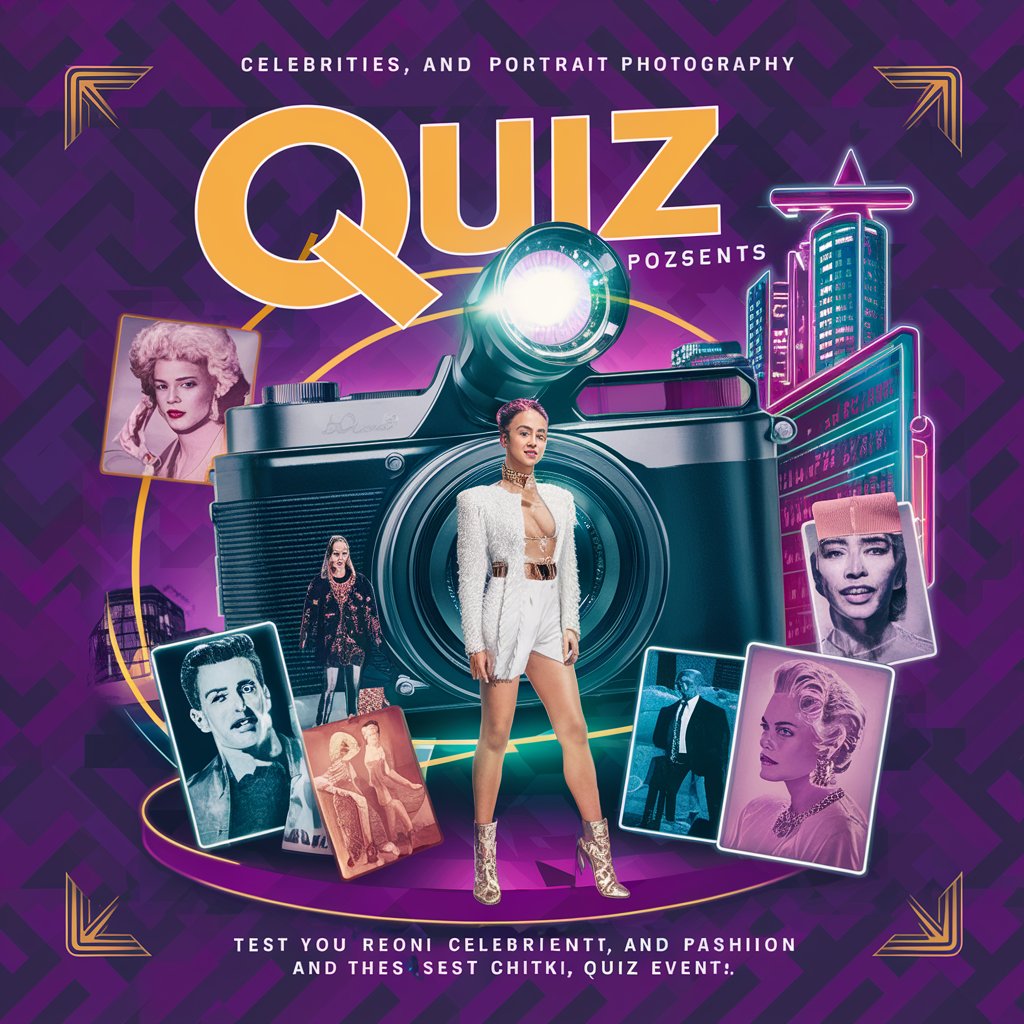 CELEBRITIES, AND PORTRAIT PHOTOGRAPHY
QUIZ
POZSENTS
TEST YOU REONI CELEBRIENTT, AND PASHIION
AND THES SEST CHITKI, QUIZ EVENT:.